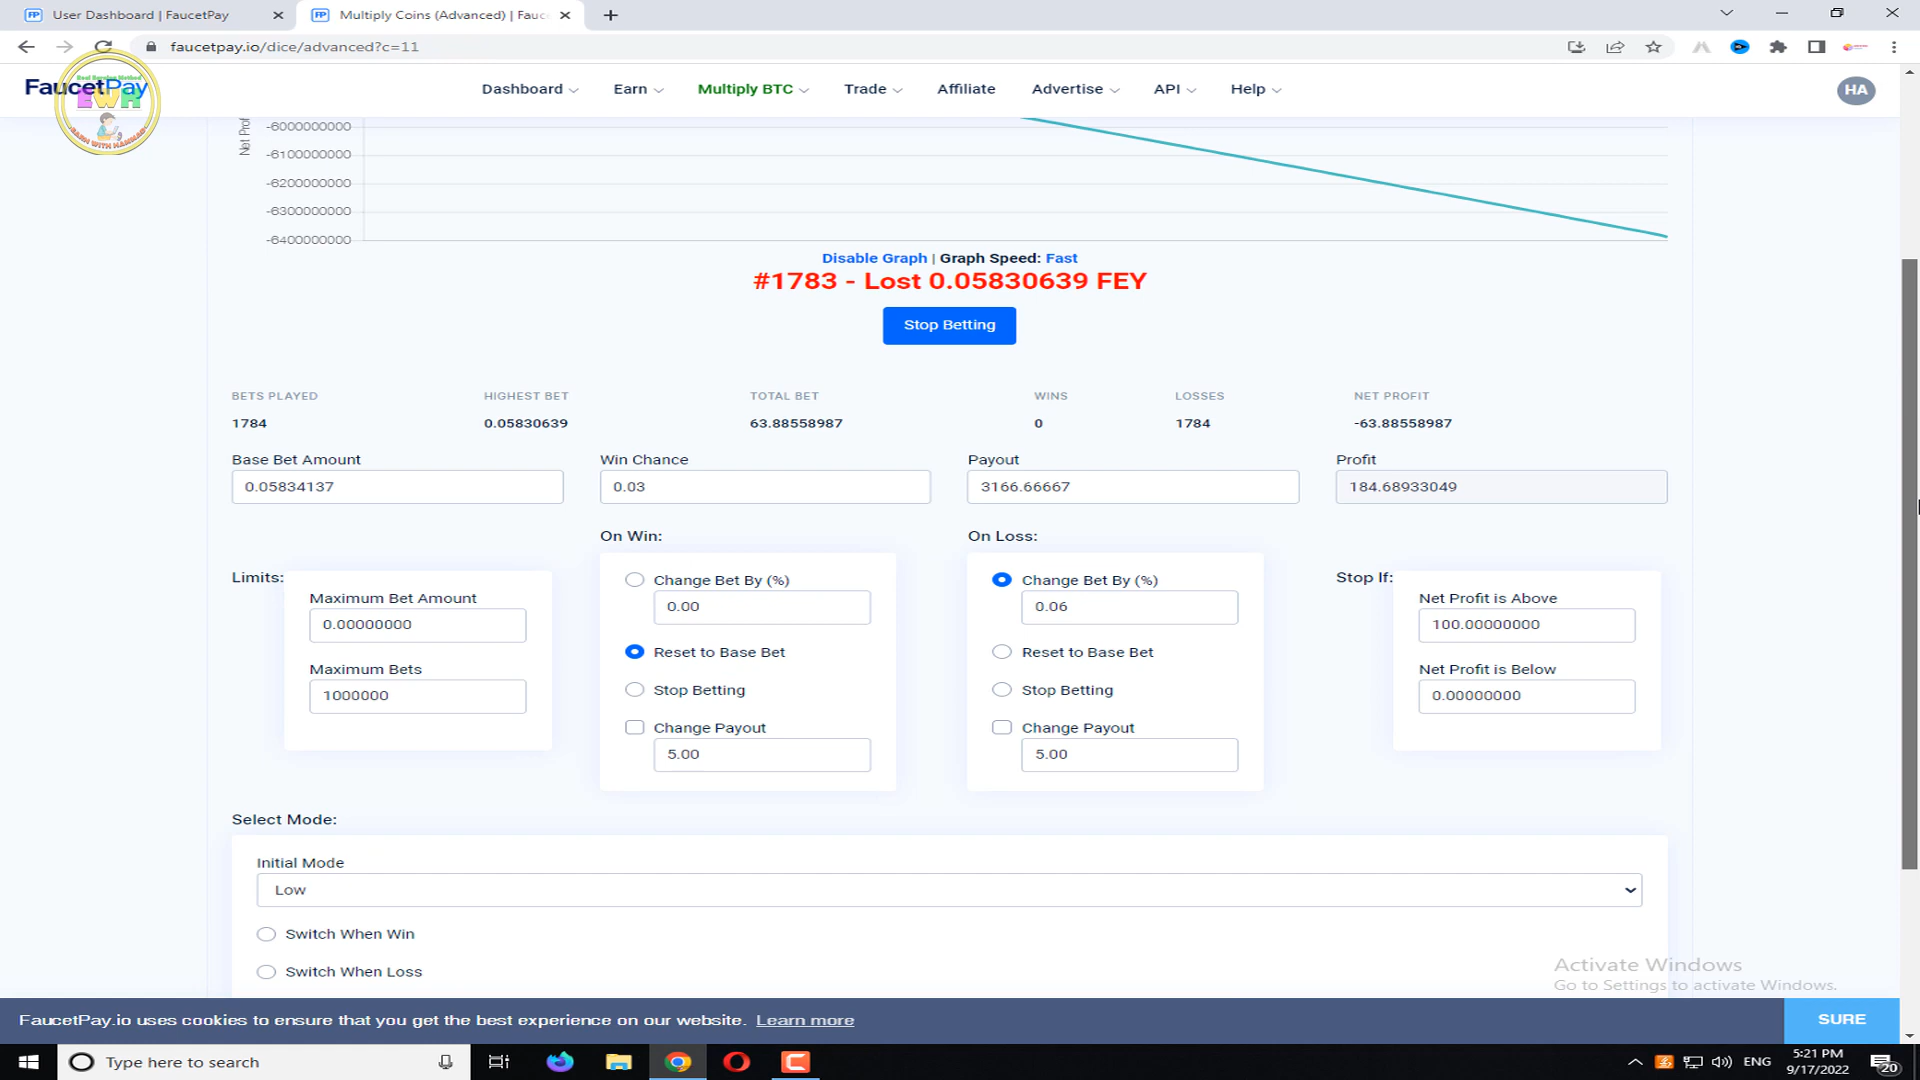 User Dashboard | FaucetPay
Multiply Coins (Advanced) | Fauc
faucetpay.io/dice/advanced?c=11
FaucetPay
Real Earning Method
EWH
EARN WITH HAMMAD
Dashboard
Earn
Multiply BTC
Trade
Affiliate
Advertise
API
Help
HA
Net Prof
-6000000000
-6100000000
-6200000000
-6300000000
-6400000000
Disable Graph | Graph Speed: Fast
#1783 - Lost 0.05830639 FEY
Stop Betting
BETS PLAYED
HIGHEST BET
TOTAL BET
WINS
LOSSES
NET PROFIT
1784
0.05830639
63.88558987
0
1784
-63.88558987
Base Bet Amount
Win Chance
Payout
Profit
0.05834137
0.03
3166.66667
184.68933049
On Win:
On Loss:
Limits:
Maximum Bet Amount
0.00000000
Maximum Bets
1000000
Change Bet By (%)
0.00
Reset to Base Bet
Stop Betting
Change Payout
5.00
Change Bet By (%)
0.06
Reset to Base Bet
Stop Betting
Change Payout
5.00
Stop If:
Net Profit is Above
100.00000000
Net Profit is Below
0.00000000
Select Mode:
Initial Mode
Low
Switch When Win
Switch When Loss
Activate Windows
Go to Settings to activate Windows.
FaucetPay.io uses cookies to ensure that you get the best experience on our website. Learn more
SURE
Type here to search
ENG
5:21 PM
9/17/2022
20